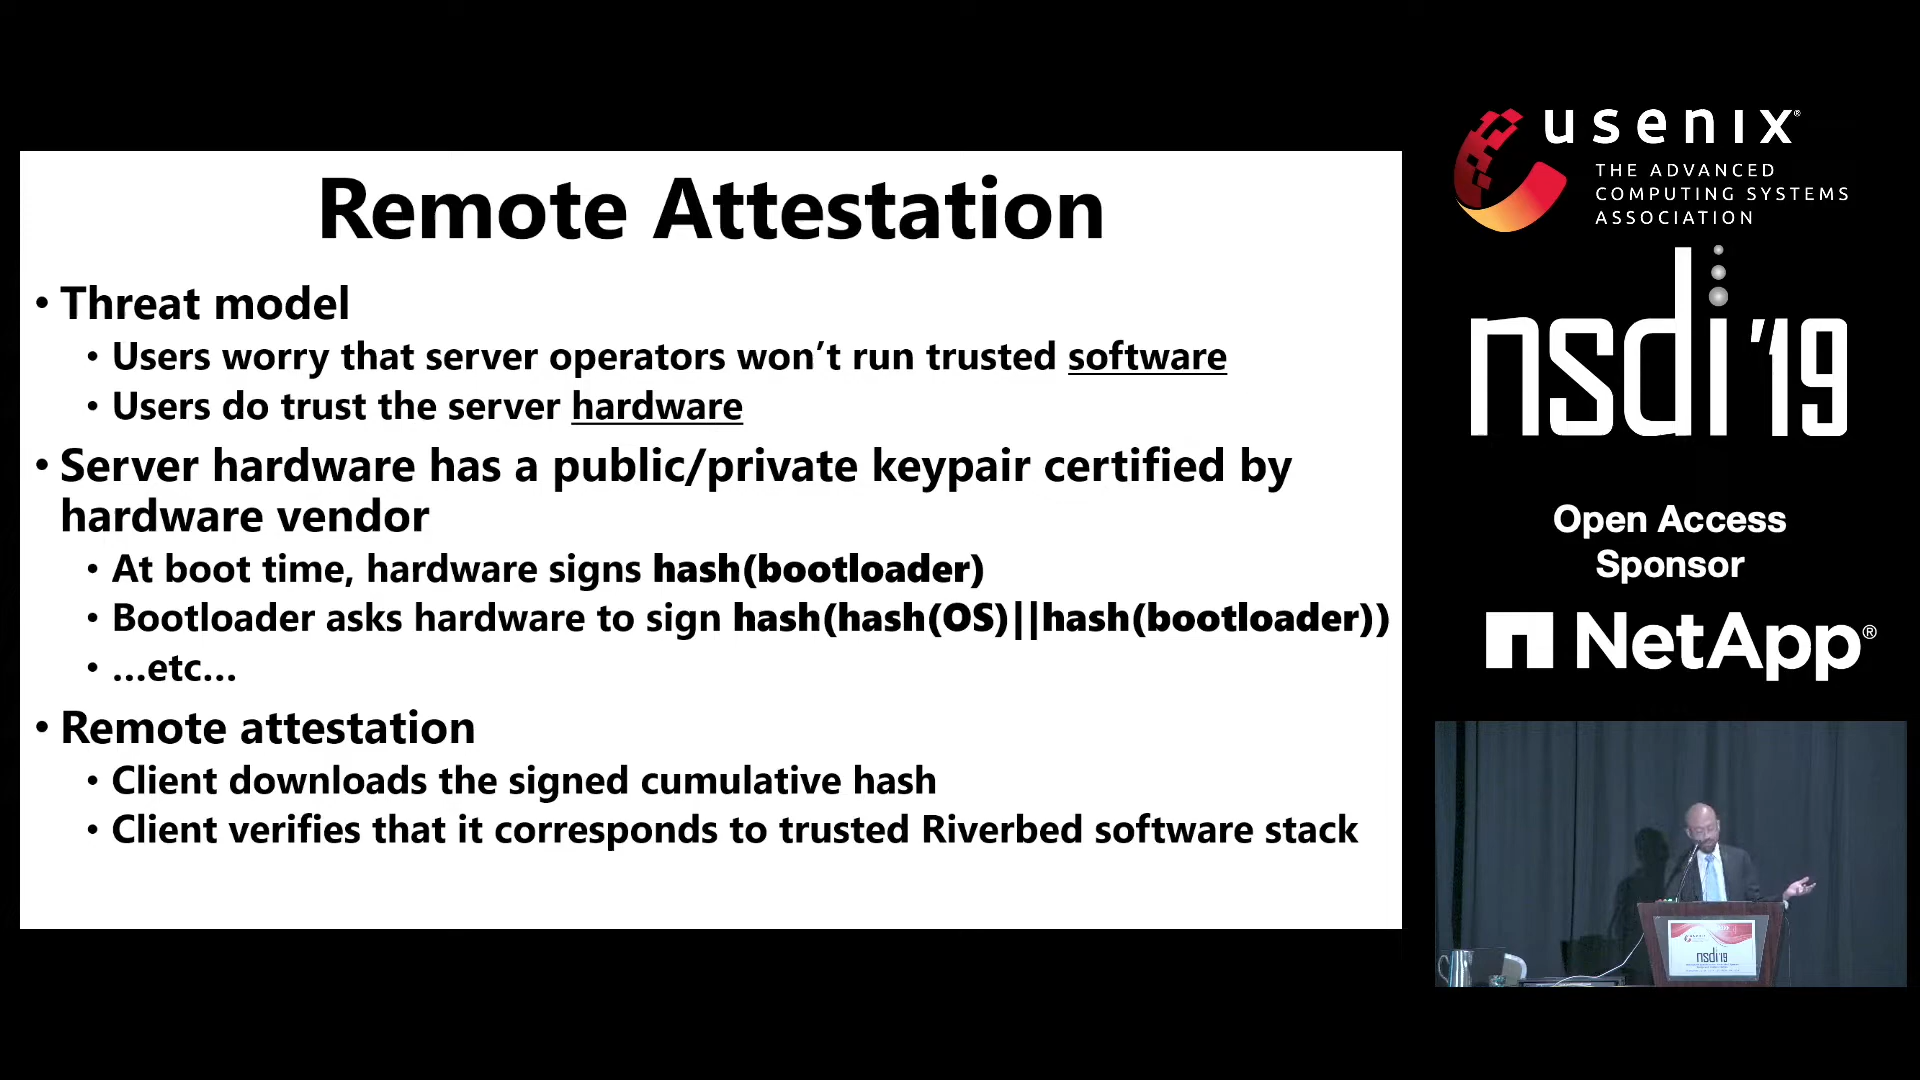 Remote Attestation
• Threat model
• Users worry that server operators won’t run trusted software
• Users do trust the server hardware
• Server hardware has a public/private keypair certified by
hardware vendor
• At boot time, hardware signs hash(bootloader)
• Bootloader asks hardware to sign hash(hash(OS)||hash(bootloader))
• ...etc...
• Remote attestation
• Client downloads the signed cumulative hash
• Client verifies that it corresponds to trusted Riverbed software stack
usenix®
THE ADVANCED
COMPUTING SYSTEMS
ASSOCIATION
nsdi '19
Open Access
Sponsor
NetApp®
nsdi'19